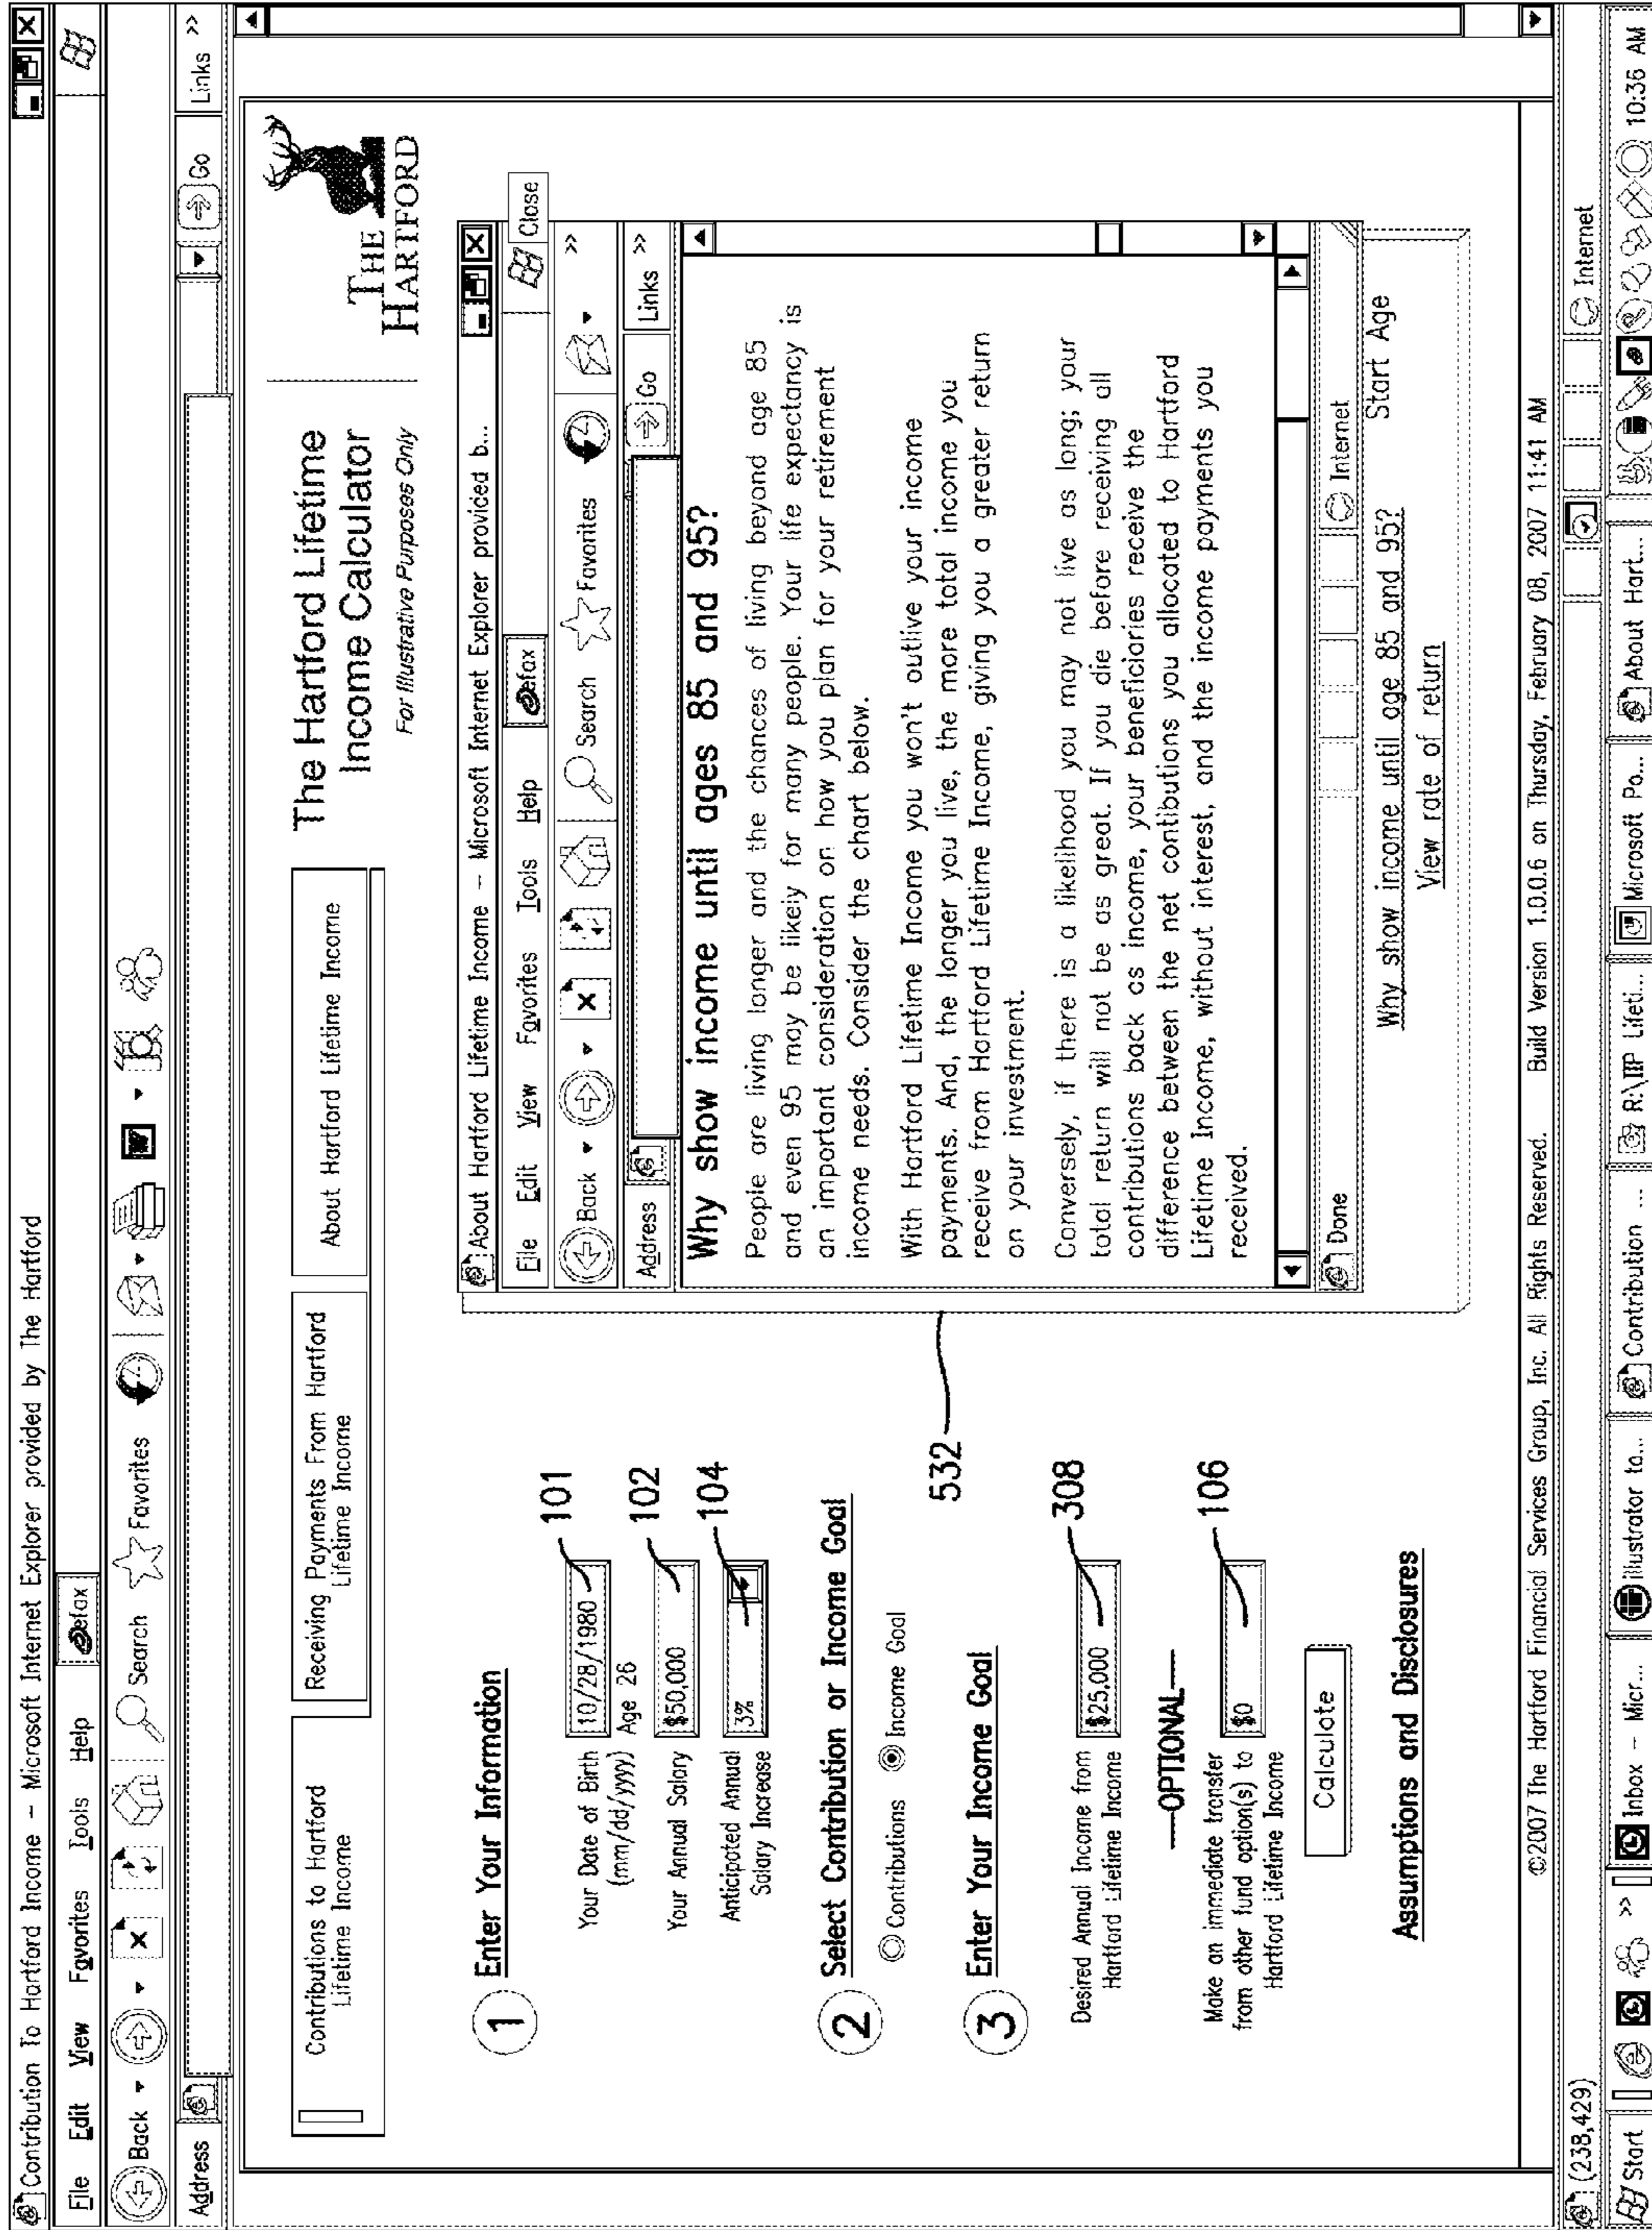 Contribution To Hartford Income – Microsoft Internet Explorer provided by The Hartford
File Edit View Favorites Tools Help efax
Back Search Favorites
Address Go Links >>
Contributions to Hartford
Lifetime Income
Receiving Payments From Hartford
Lifetime Income
About Hartford Lifetime Income
The Hartford Lifetime
Income Calculator
For Illustrative Purposes Only
THE
HARTFORD
1 Enter Your Information
Your Date of Birth 10/28/1980 101
(mm/dd/yyyy) Age 26
Your Annual Salary $50,000 102
Anticipated Annual 3% 104
Salary Increase
2 Select Contribution or Income Goal
Contributions Income Goal
532
3 Enter Your Income Goal
Desired Annual Income from $25,000 308
Hartford Lifetime Income
—OPTIONAL—
Make an immediate transfer $0 106
from other fund option(s) to
Hartford Lifetime Income
Calculate
Assumptions and Disclosures
About Hartford Lifetime Income – Microsoft Internet Explorer provided b...
File Edit View Favorites Tools Help efax
Close
Back Search Favorites >>
Address Go Links >>
Why show income until ages 85 and 95?
People are living longer and the chances of living beyond age 85
and even 95 may be likely for many people. Your life expectancy is
an important consideration on how you plan for your retirement
income needs. Consider the chart below.
With Hartford Lifetime Income you won't outlive your income
payments. And, the longer you live, the more total income you
receive from Hartford Lifetime Income, giving you a greater return
on your investment.
Conversely, if there is a likelihood you may not live as long; your
total return will not be as great. If you die before receiving all
contributions back as income, your beneficiaries receive the
difference between the net contibutions you allocated to Hartford
Lifetime Income, without interest, and the income payments you
received.
Done Internet
Start Age
Why show income until age 85 and 95?
View rate of return
©2007 The Hartford Financial Services Group, Inc. All Rights Reserved. Build Version 1.0.0.6 on Thursday, February 08, 2007 11:41 AM
(238,429) Internet
Start >> Inbox – Micr... illustrator to... Contribution ... R:\IIP Lifeti... Microsoft Po... About Hart... 10:36 AM